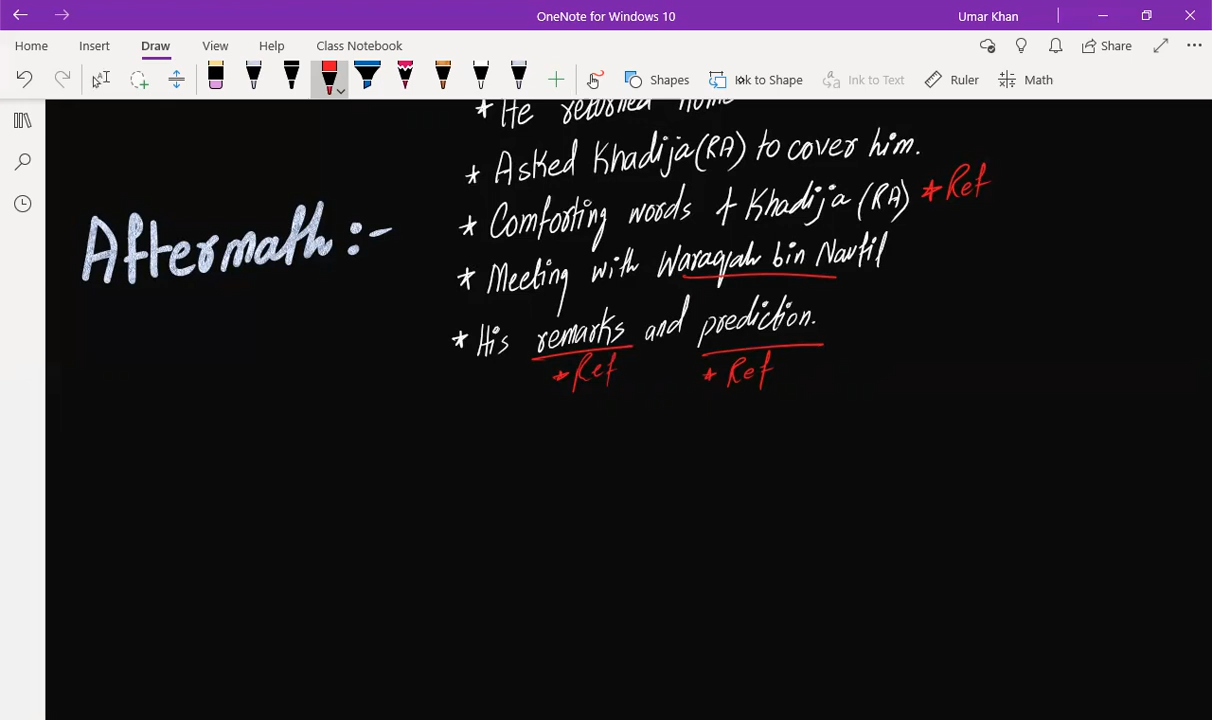 OneNote for Windows 10
Umar Khan
Home Insert Draw View Help Class Notebook
Share
Shapes Ink to Shape Ink to Text Ruler Math
* He returned home
* Asked Khadija (RA) to cover him.
Aftermath :-
* Comforting words of Khadija (RA) * Ref
* Meeting with Waraqah bin Naufil
* His remarks and prediction.
* Ref * Ref